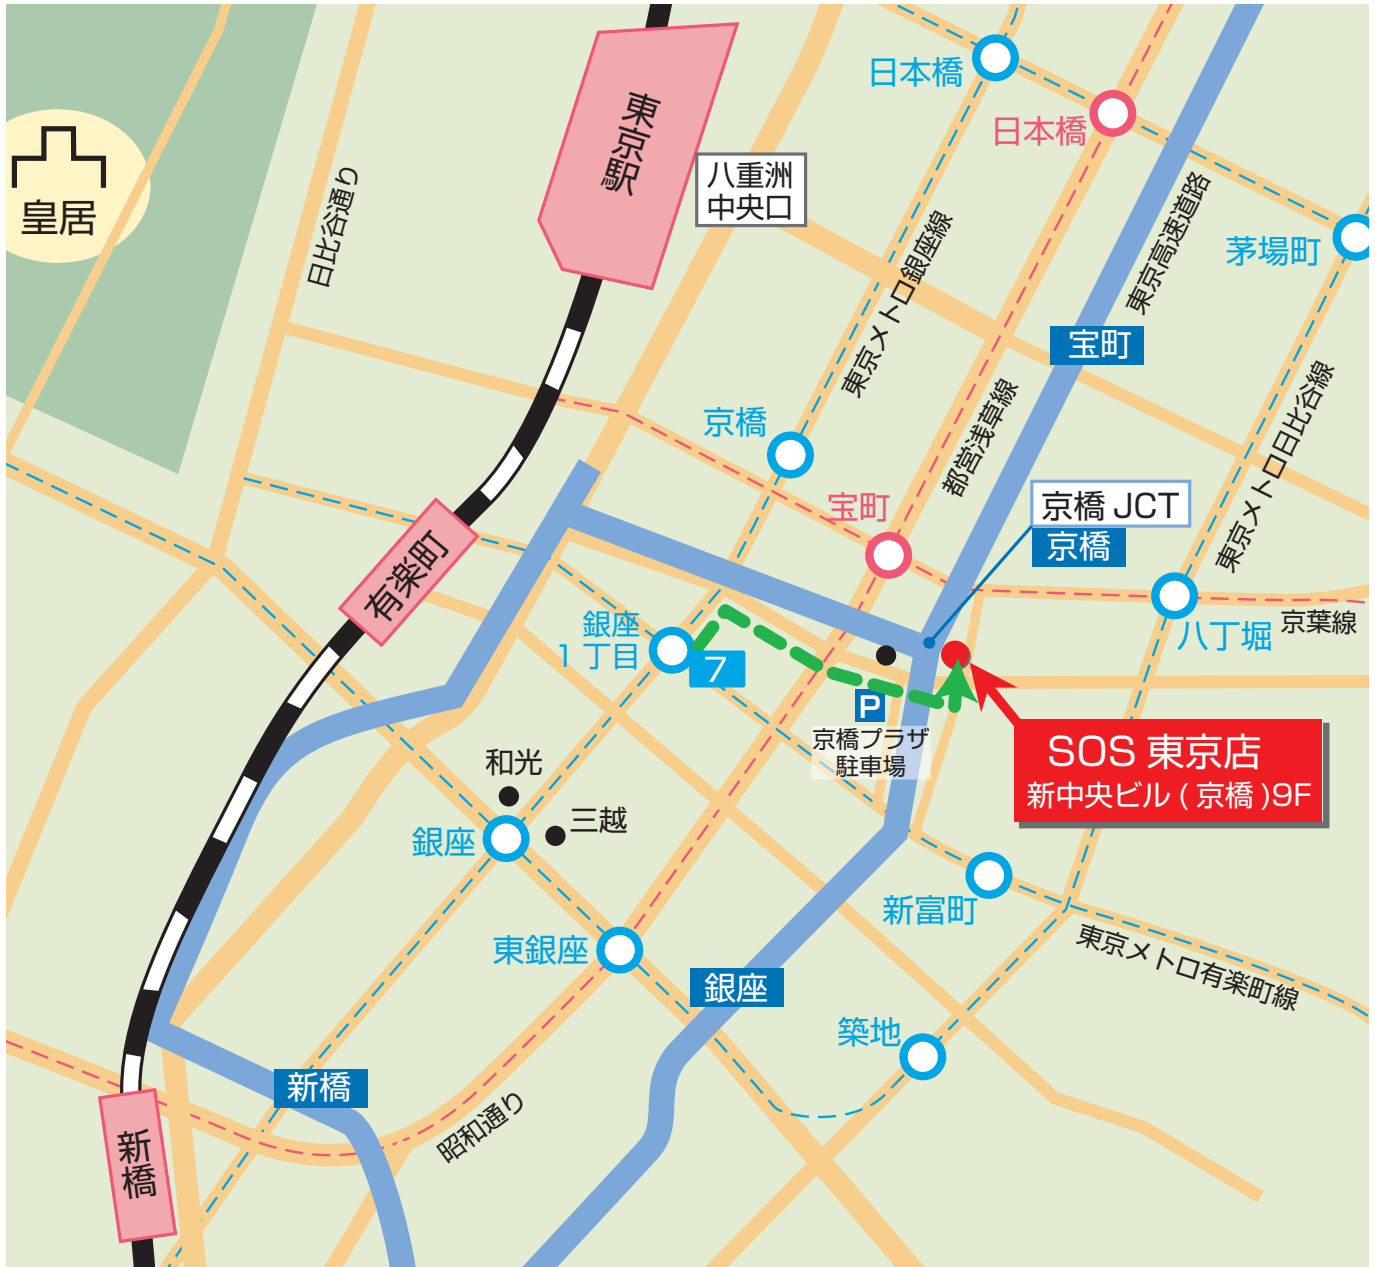 日本橋
日本橋
東京駅
八重洲
中央口
皇居
日比谷通り
東京メトロ銀座線
東京高速道路
茅場町
宝町
東京メトロ日比谷線
京橋
都営浅草線
宝町
京橋 JCT
京橋
有楽町
銀座
1 丁目
7
八丁堀
京葉線
P
京橋プラザ
駐車場
SOS 東京店
新中央ビル ( 京橋 )9F
和光
三越
銀座
新富町
東銀座
東京メトロ有楽町線
銀座
築地
新橋
昭和通り
新橋